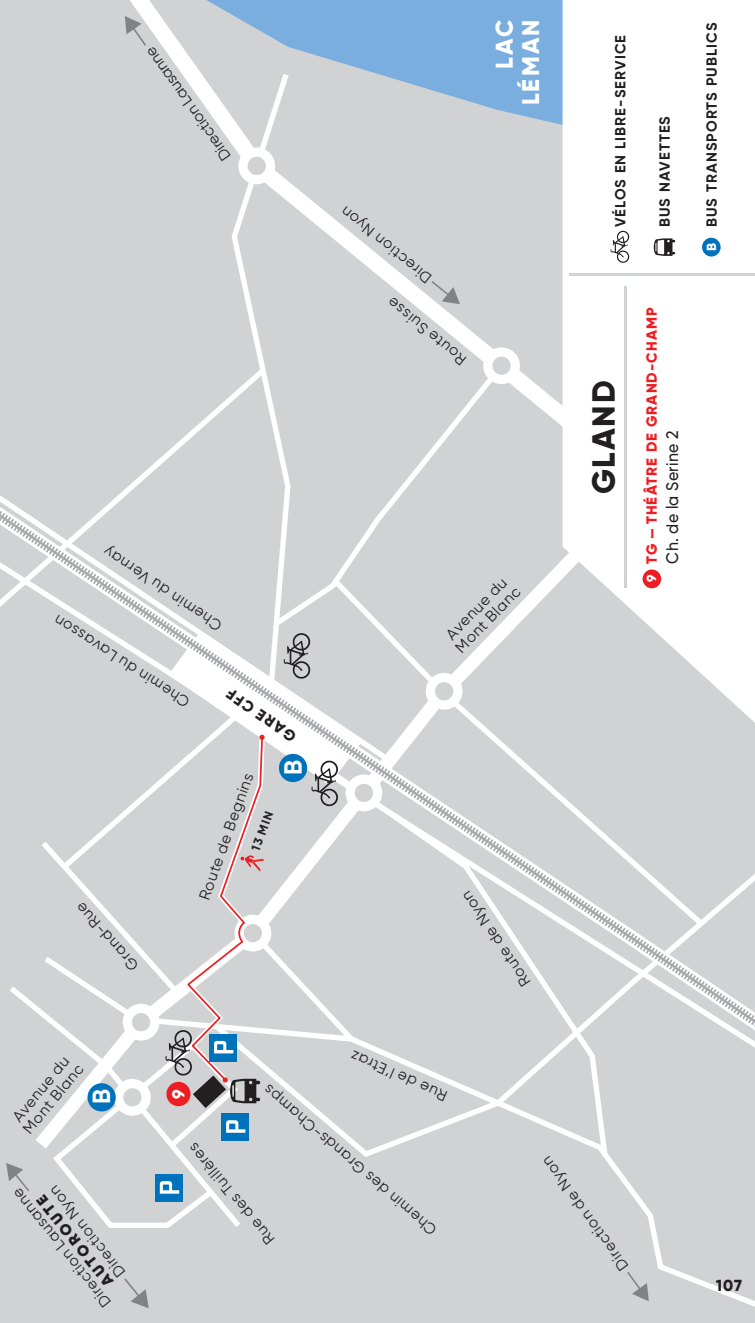 Direction Lausanne
LAC
LÉMAN
Direction Nyon
Route Suisse
Chemin du Vernay
Chemin du Lavasson
GARE CFF
Avenue du
Mont Blanc
B
Route de Begnins
13 MIN
Grand-Rue
Route de Nyon
Avenue du
Mont Blanc
B
9
P
P
P
Rue de l'Etraz
Chemin des Grands-Champs
Rue des Tuillères
Direction Lausanne
AUTOROUTE
Direction Nyon
Direction de Nyon
GLAND
9 TG – THÉÂTRE DE GRAND-CHAMP
Ch. de la Serine 2
VÉLOS EN LIBRE-SERVICE
BUS NAVETTES
B BUS TRANSPORTS PUBLICS
107